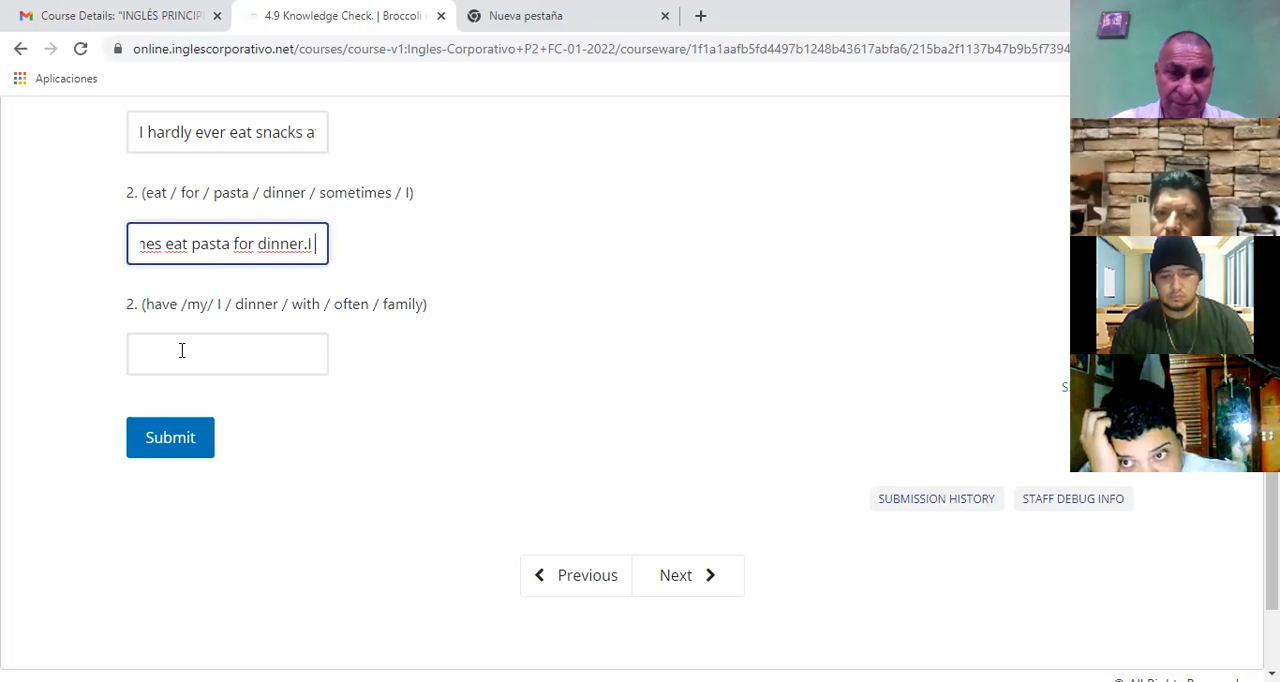 Course Details: "INGLÉS PRINCIPI
4.9 Knowledge Check. | Broccoli
Nueva pestaña
online.inglescorporativo.net/courses/course-v1:Ingles-Corporativo+P2+FC-01-2022/courseware/1f1a1aafb5fd4497b1248b43617abfa6/215ba2f1137b47b9b5f7394
Aplicaciones
I hardly ever eat snacks a
2. (eat / for / pasta / dinner / sometimes / I)
nes eat pasta for dinner.I
2. (have /my/ I / dinner / with / often / family)
S
Submit
SUBMISSION HISTORY
STAFF DEBUG INFO
Previous
Next